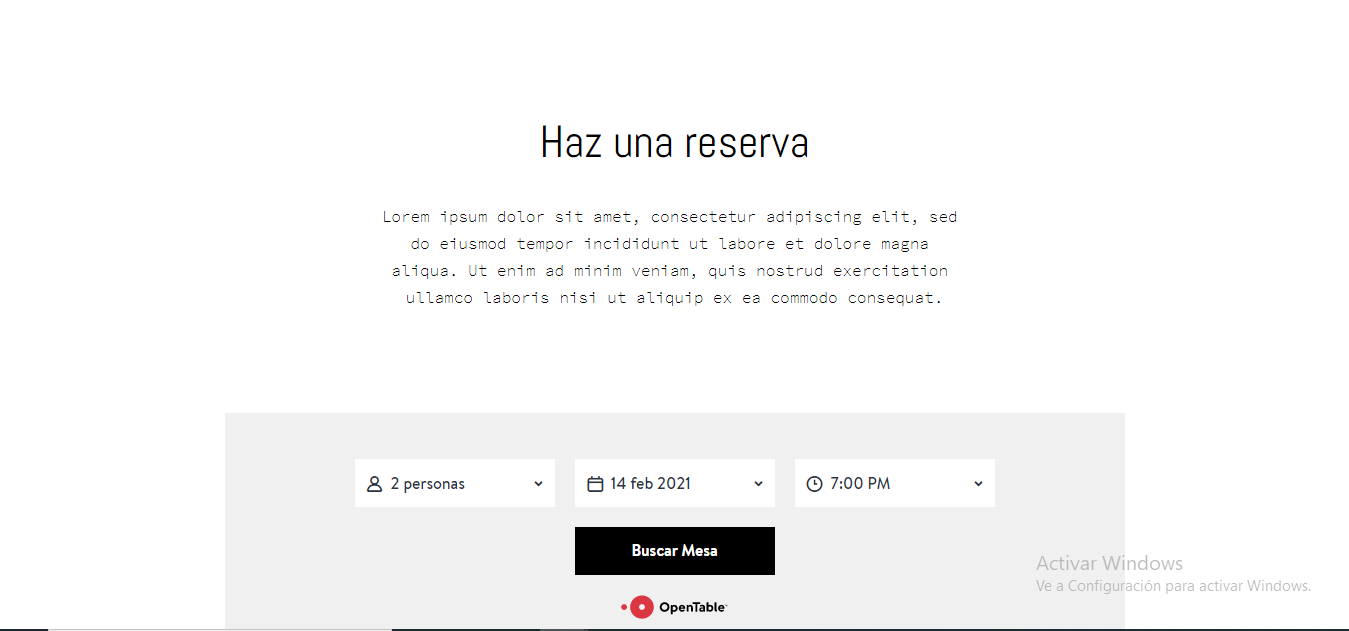 Haz una reserva
Lorem ipsum dolor sit amet, consectetur adipiscing elit, sed
do eiusmod tempor incididunt ut labore et dolore magna
aliqua. Ut enim ad minim veniam, quis nostrud exercitation
ullamco laboris nisi ut aliquip ex ea commodo consequat.
2 personas
14 feb 2021
7:00 PM
Buscar Mesa
Activar Windows
Ve a Configuración para activar Windows.
OpenTable